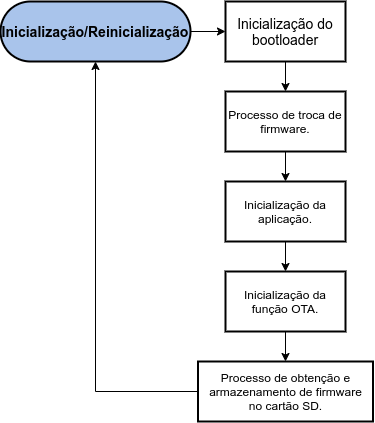 Inicialização/Reinicialização
Inicialização do
bootloader
Processo de troca de
firmware.
Inicialização da
aplicação.
Inicialização da
função OTA.
Processo de obtenção e
armazenamento de firmware
no cartão SD.